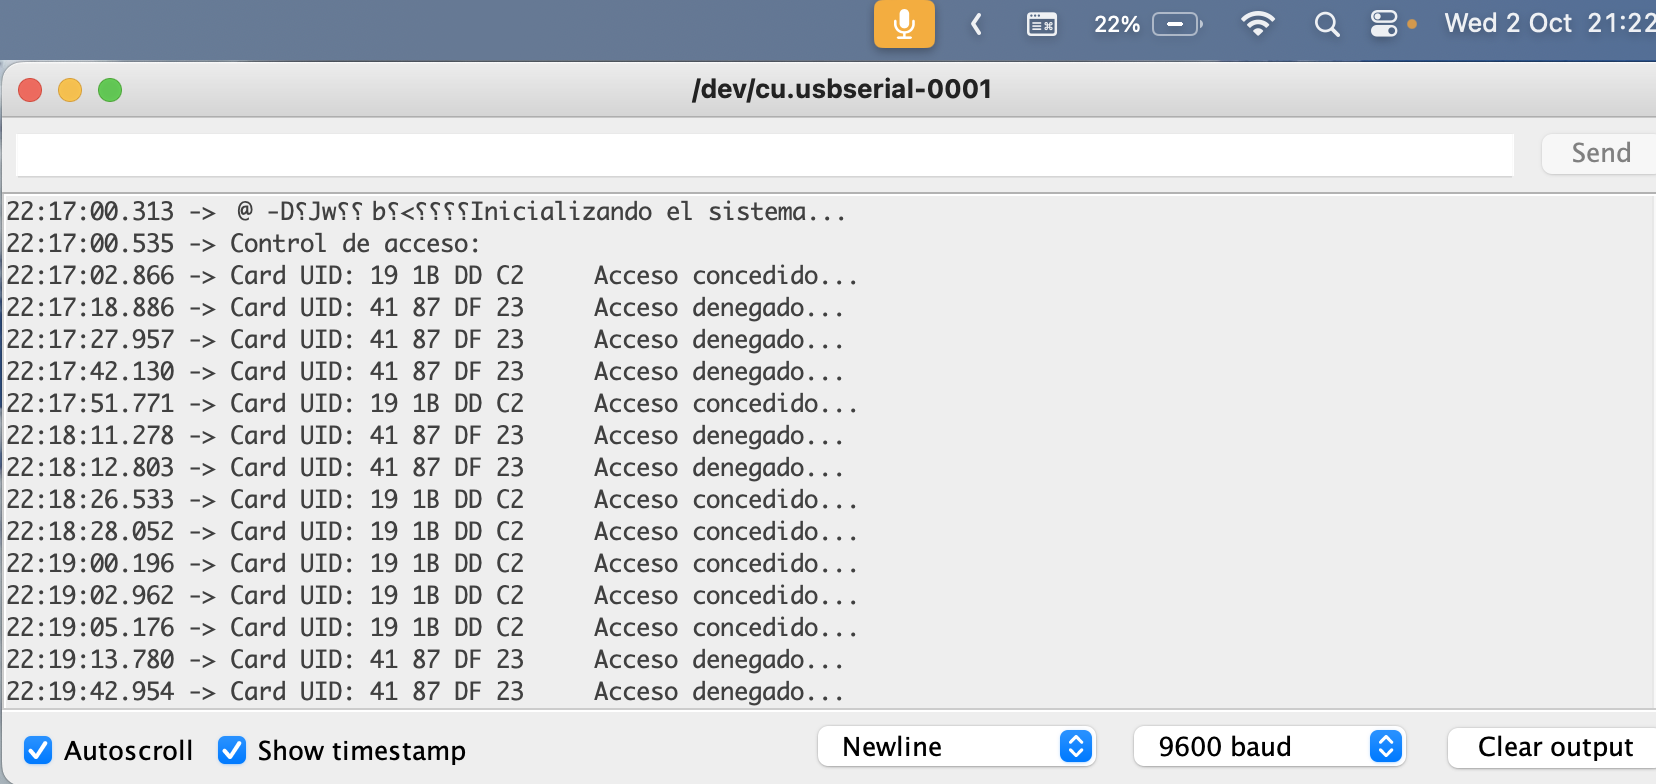 22% Wed 2 Oct 21:22
/dev/cu.usbserial-0001
Send
22:17:00.313 -> @ -D⸮Jw⸮⸮ b⸮<⸮⸮⸮⸮Inicializando el sistema...
22:17:00.535 -> Control de acceso:
22:17:02.866 -> Card UID: 19 1B DD C2     Acceso concedido...
22:17:18.886 -> Card UID: 41 87 DF 23     Acceso denegado...
22:17:27.957 -> Card UID: 41 87 DF 23     Acceso denegado...
22:17:42.130 -> Card UID: 41 87 DF 23     Acceso denegado...
22:17:51.771 -> Card UID: 19 1B DD C2     Acceso concedido...
22:18:11.278 -> Card UID: 41 87 DF 23     Acceso denegado...
22:18:12.803 -> Card UID: 41 87 DF 23     Acceso denegado...
22:18:26.533 -> Card UID: 19 1B DD C2     Acceso concedido...
22:18:28.052 -> Card UID: 19 1B DD C2     Acceso concedido...
22:19:00.196 -> Card UID: 19 1B DD C2     Acceso concedido...
22:19:02.962 -> Card UID: 19 1B DD C2     Acceso concedido...
22:19:05.176 -> Card UID: 19 1B DD C2     Acceso concedido...
22:19:13.780 -> Card UID: 41 87 DF 23     Acceso denegado...
22:19:42.954 -> Card UID: 41 87 DF 23     Acceso denegado...
Autoscroll Show timestamp Newline 9600 baud Clear output